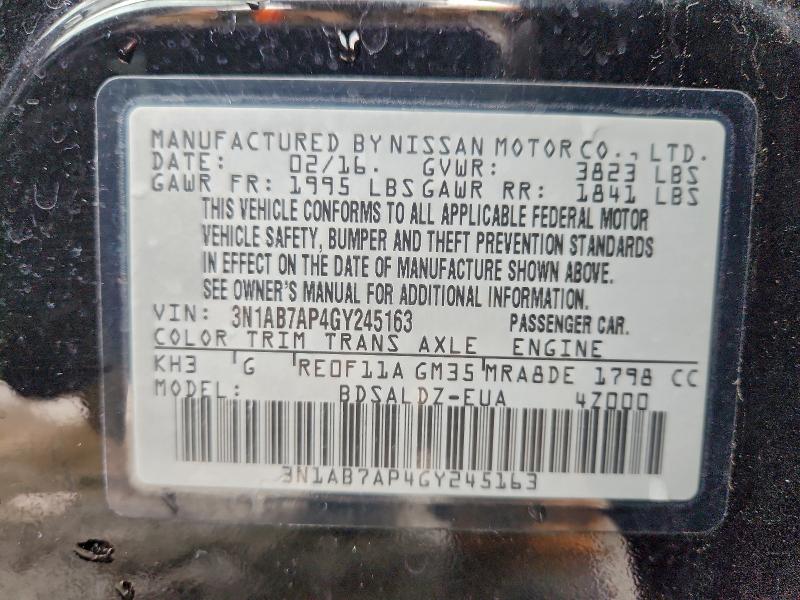 MANUFACTURED BY NISSAN MOTOR CO., LTD.
DATE: 02/16. GVWR: 3823 LBS
GAWR FR: 1995 LBS GAWR RR: 1841 LBS
THIS VEHICLE CONFORMS TO ALL APPLICABLE FEDERAL MOTOR
VEHICLE SAFETY, BUMPER AND THEFT PREVENTION STANDARDS
IN EFFECT ON THE DATE OF MANUFACTURE SHOWN ABOVE.
SEE OWNER'S MANUAL FOR ADDITIONAL INFORMATION.
VIN: 3N1AB7AP4GY245163 PASSENGER CAR.
COLOR TRIM TRANS AXLE ENGINE
KH3 G RE0F11A GM35 MRA8DE 1798 CC
MODEL: BDSALDZ-EUA 4Z000
3N1AB7AP4GY245163